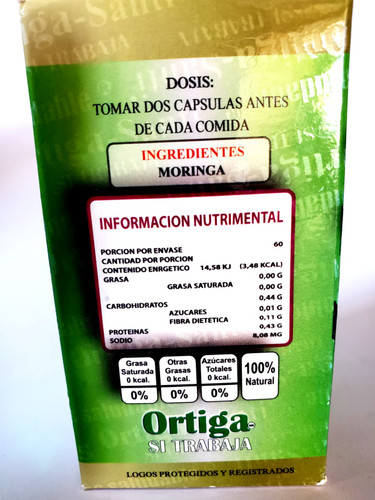 DOSIS:
TOMAR DOS CAPSULAS ANTES
DE CADA COMIDA
INGREDIENTES
MORINGA
INFORMACION NUTRIMENTAL
PORCION POR ENVASE 60
CANTIDAD POR PORCION
CONTENIDO ENRGETICO 14,58 KJ (3,48 KCAL)
GRASA 0,00 G
GRASA SATURADA 0,00 G
CARBOHIDRATOS 0,44 G
AZUCARES 0,01 G
FIBRA DIETETICA 0,11 G
PROTEINAS 0,43 G
SODIO 8,08 MG
Grasa Saturada 0 kcal. 0%
Otras Grasas 0 kcal. 0%
Azúcares Totales 0 kcal. 0%
100% Natural
Ortiga
SI TRABAJA
LOGOS PROTEGIDOS Y REGISTRADOS